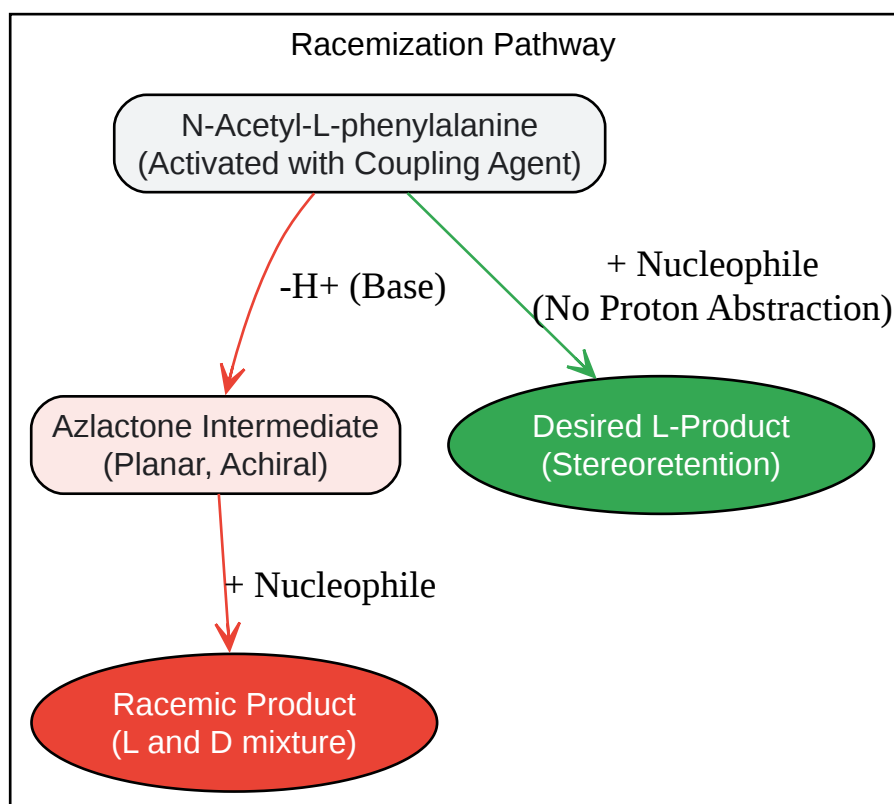 Racemization Pathway
N-Acetyl-L-phenylalanine
(Activated with Coupling Agent)
-H+ (Base)
+ Nucleophile
(No Proton Abstraction)
Azlactone Intermediate
(Planar, Achiral)
Desired L-Product
(Stereoretention)
+ Nucleophile
Racemic Product
(L and D mixture)